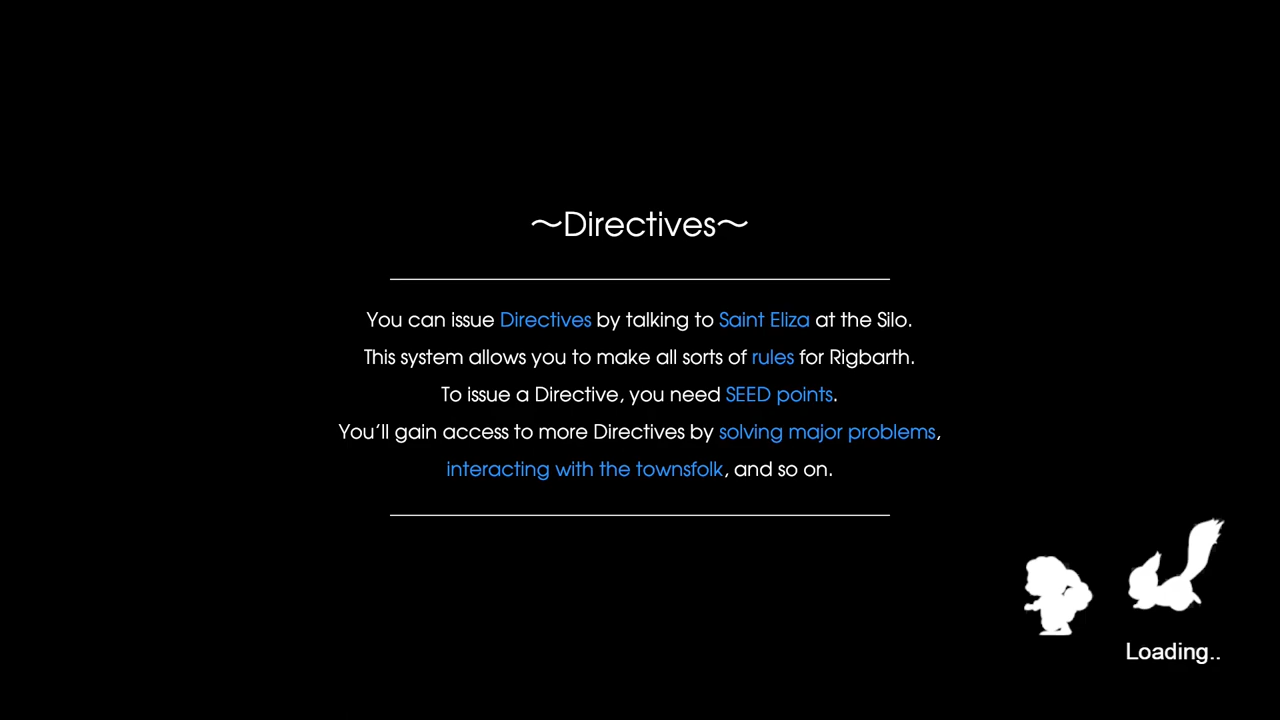 ～Directives～
You can issue Directives by talking to Saint Eliza at the Silo.
This system allows you to make all sorts of rules for Rigbarth.
To issue a Directive, you need SEED points.
You'll gain access to more Directives by solving major problems,
interacting with the townsfolk, and so on.
Loading..